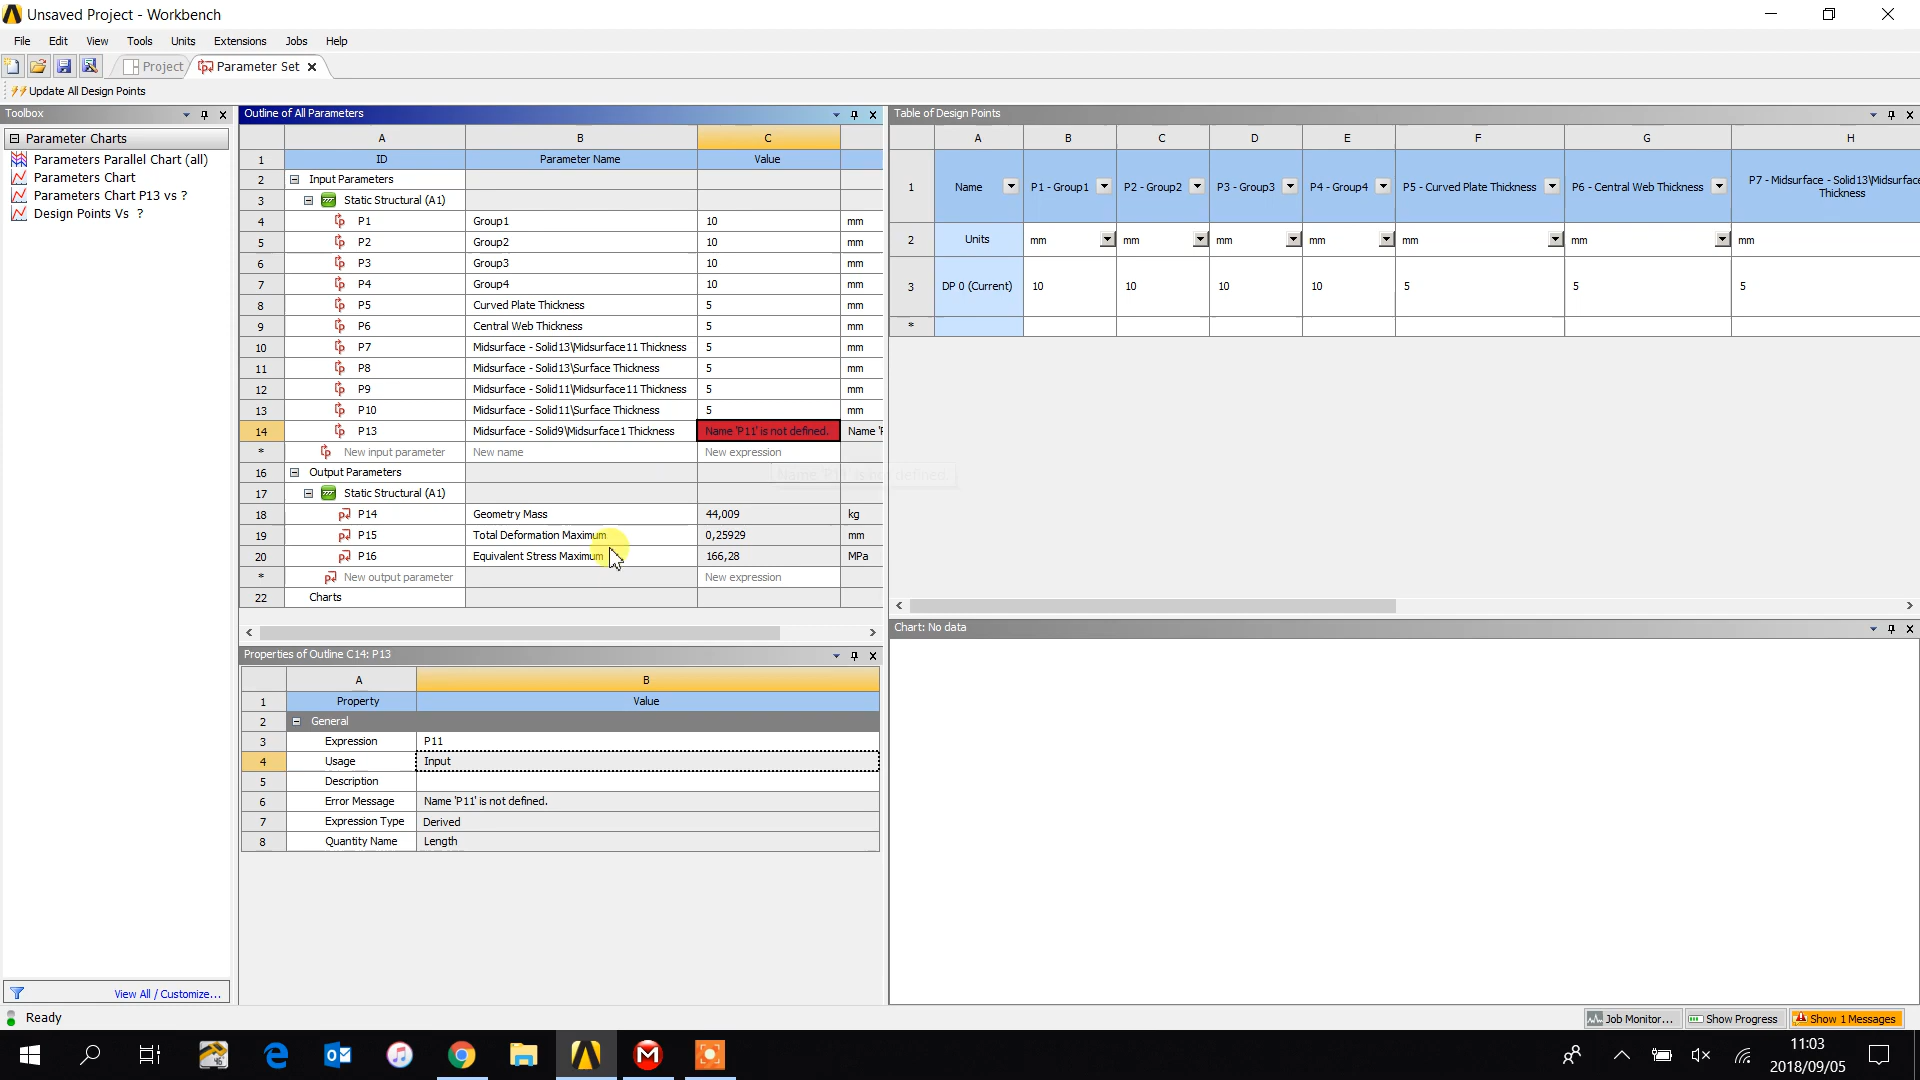 Unsaved Project - Workbench
File Edit View Tools Units Extensions Jobs Help
Project Parameter Set
Update All Design Points
Toolbox
Parameter Charts
Parameters Parallel Chart (all)
Parameters Chart
Parameters Chart P13 vs ?
Design Points Vs ?
View All / Customize...
Outline of All Parameters
A B C
1 ID Parameter Name Value
2 Input Parameters
3 Static Structural (A1)
4 P1 Group1 10 mm
5 P2 Group2 10 mm
6 P3 Group3 10 mm
7 P4 Group4 10 mm
8 P5 Curved Plate Thickness 5 mm
9 P6 Central Web Thickness 5 mm
10 P7 Midsurface - Solid13\Midsurface11 Thickness 5 mm
11 P8 Midsurface - Solid13\Surface Thickness 5 mm
12 P9 Midsurface - Solid11\Midsurface11 Thickness 5 mm
13 P10 Midsurface - Solid11\Surface Thickness 5 mm
14 P13 Midsurface - Solid9\Midsurface1 Thickness Name 'P11' is not defined. Name 'P
* New input parameter New name New expression
16 Output Parameters
17 Static Structural (A1)
18 P14 Geometry Mass 44,009 kg
19 P15 Total Deformation Maximum 0,25929 mm
20 P16 Equivalent Stress Maximum 166,28 MPa
* New output parameter New expression
22 Charts
Properties of Outline C14: P13
A B
1 Property Value
2 General
3 Expression P11
4 Usage Input
5 Description
6 Error Message Name 'P11' is not defined.
7 Expression Type Derived
8 Quantity Name Length
Table of Design Points
A B C D E F G H
1 Name P1 - Group1 P2 - Group2 P3 - Group3 P4 - Group4 P5 - Curved Plate Thickness P6 - Central Web Thickness P7 - Midsurface - Solid13\Midsurface
Thickness
2 Units mm mm mm mm mm mm mm
3 DP 0 (Current) 10 10 10 10 5 5 5
*
Chart: No data
Ready
Job Monitor... Show Progress Show 1 Messages
11:03
2018/09/05